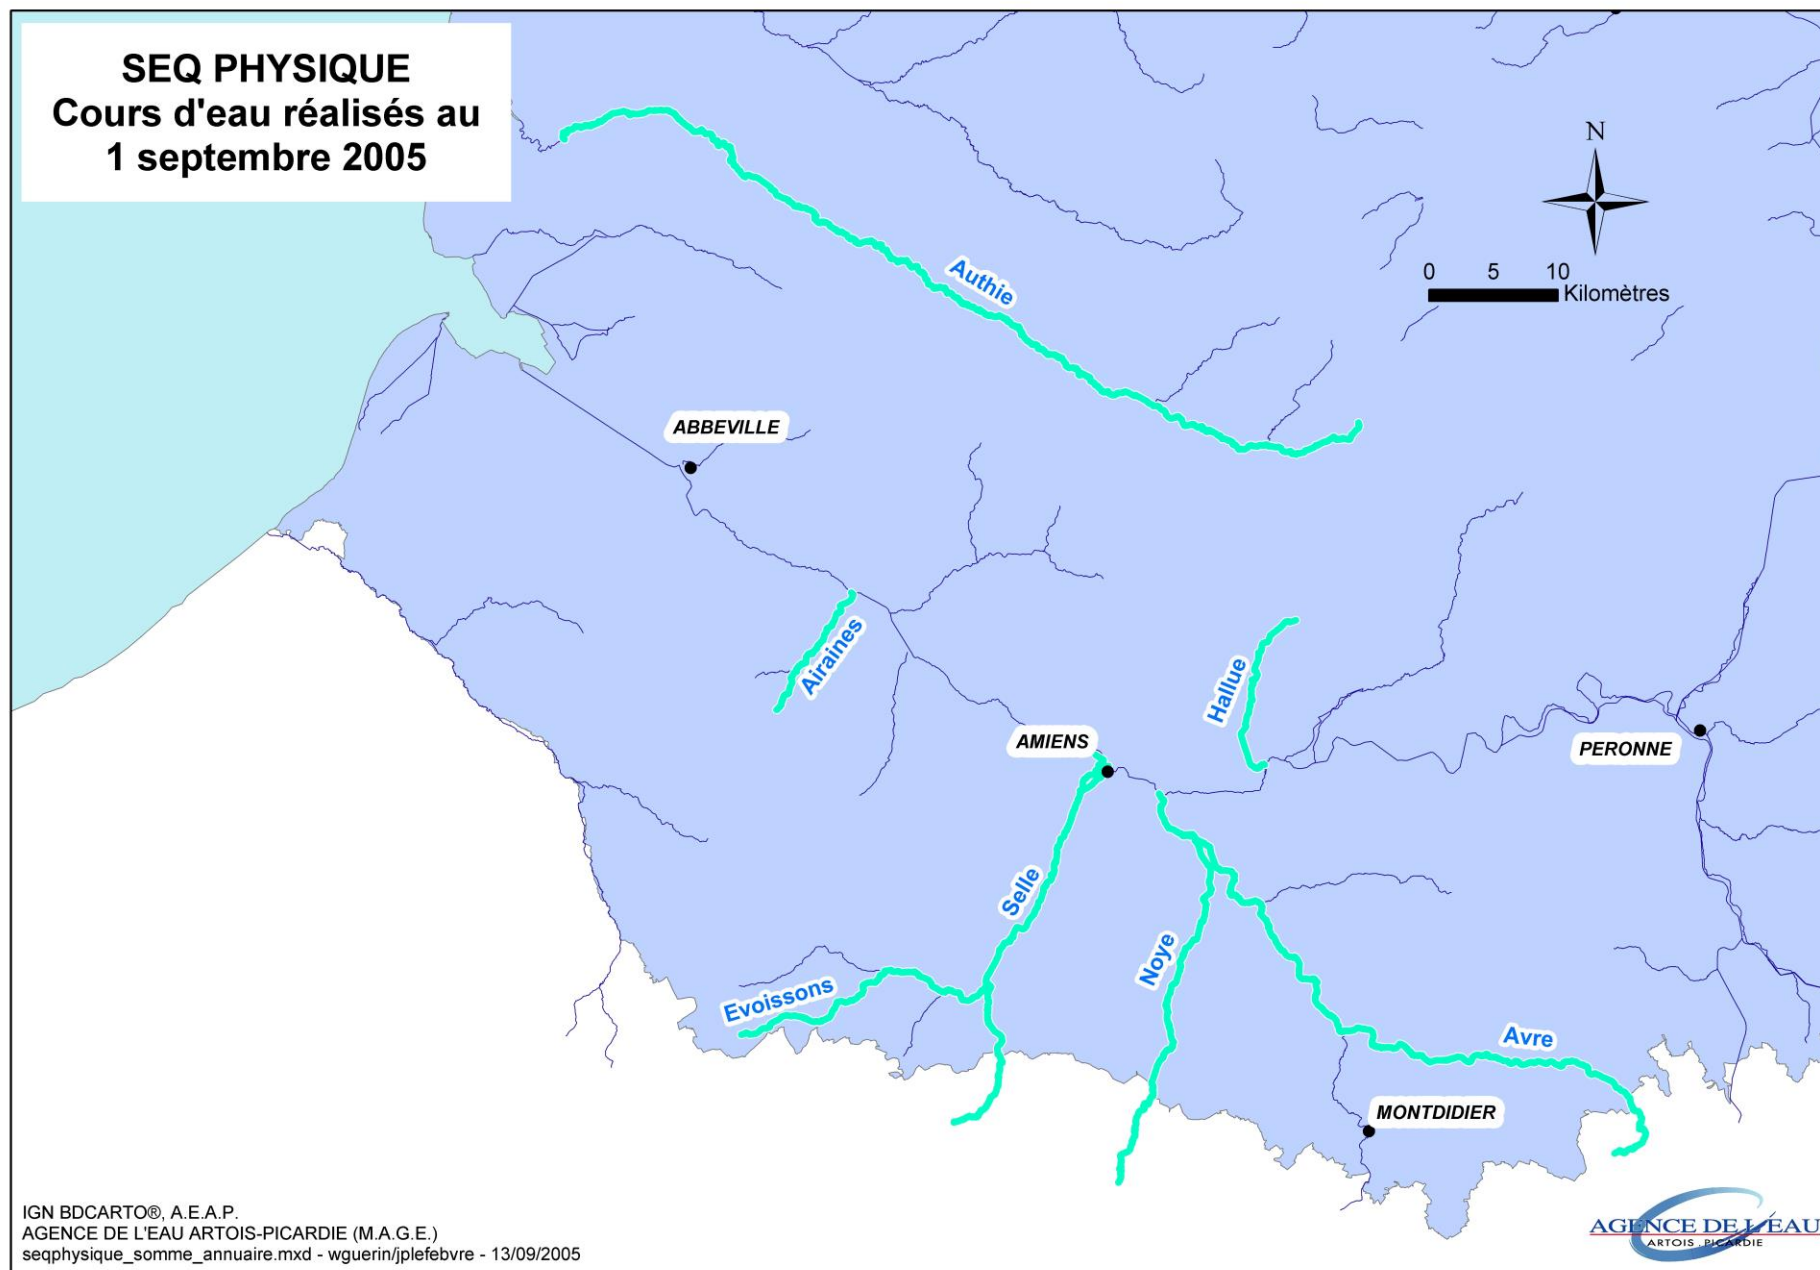 SEQ PHYSIQUE
Cours d'eau réalisés au
1 septembre 2005
N
0 5 10
Kilomètres
Authie
ABBEVILLE
Airaines
Hallue
AMIENS
PERONNE
Selle
Noye
Evoissons
Avre
MONTDIDIER
IGN BDCARTO®, A.E.A.P.
AGENCE DE L'EAU ARTOIS-PICARDIE (M.A.G.E.)
seqphysique_somme_annuaire.mxd - wguerin/jplefebvre - 13/09/2005
AGENCE DE L'EAU
ARTOIS . PICARDIE